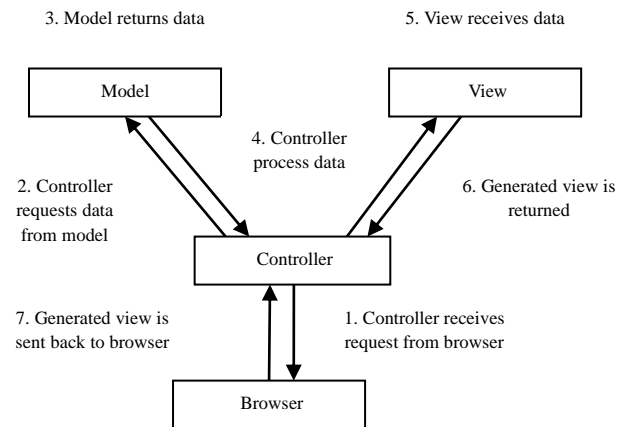 3. Model returns data
5. View receives data
Model
View
4. Controller
process data
2. Controller
requests data
from model
6. Generated view is
returned
Controller
7. Generated view is
sent back to browser
1. Controller receives
request from browser
Browser